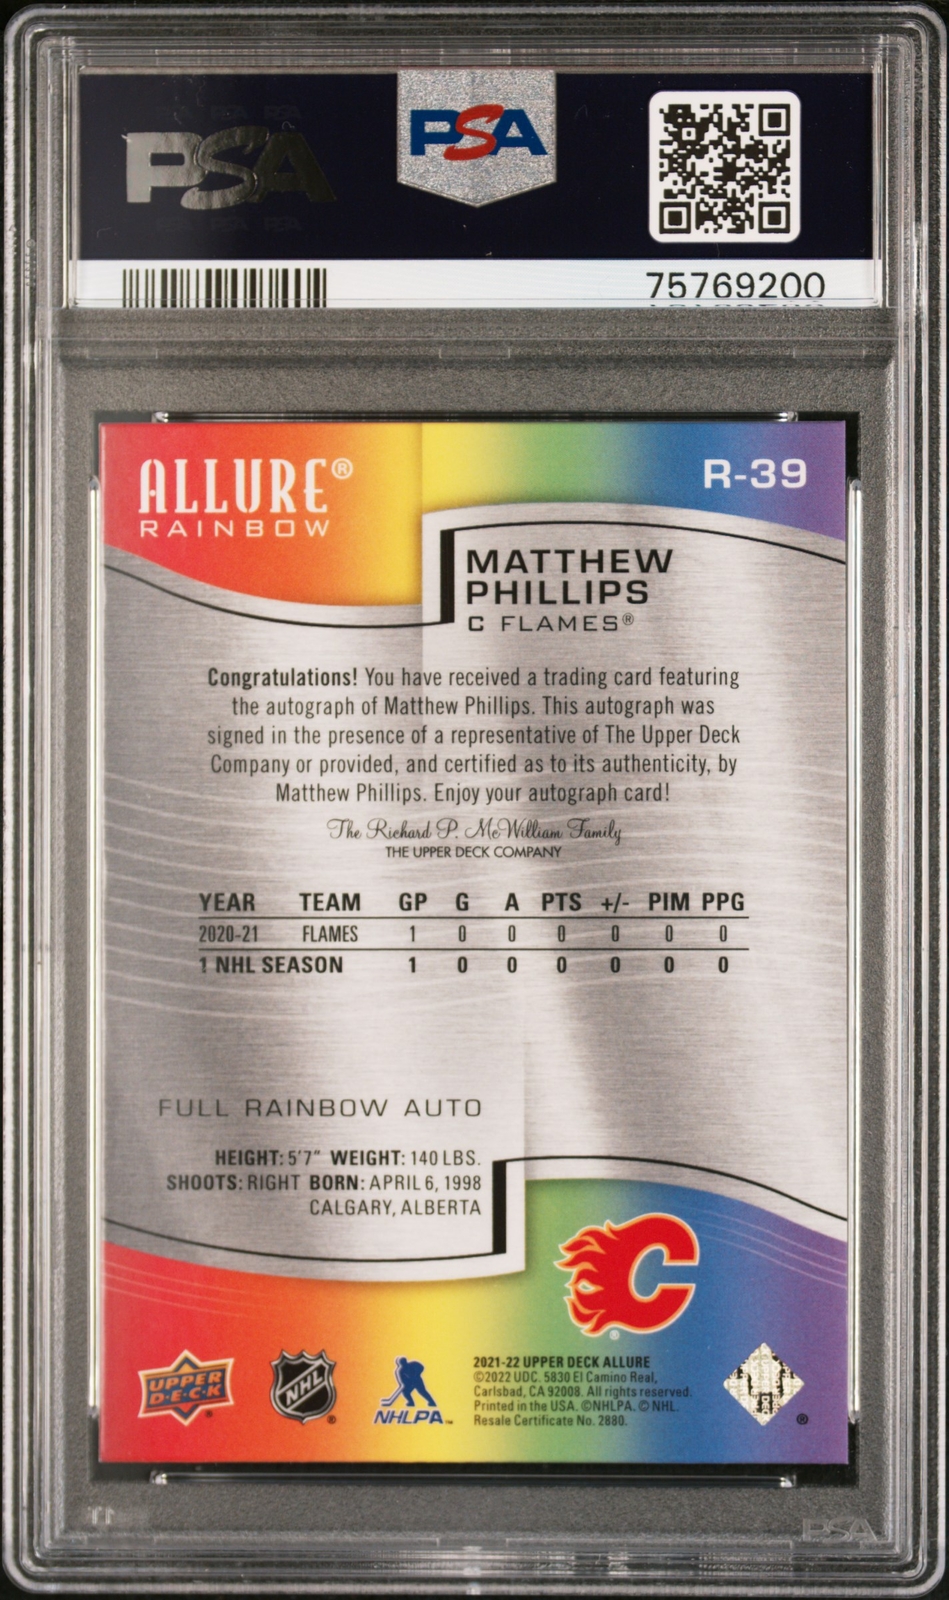 PSA
PSA
75769200
ALLURE®
RAINBOW
R-39
MATTHEW
PHILLIPS
C FLAMES®
Congratulations! You have received a trading card featuring
the autograph of Matthew Phillips. This autograph was
signed in the presence of a representative of The Upper Deck
Company or provided, and certified as to its authenticity, by
Matthew Phillips. Enjoy your autograph card!
The Richard P. McWilliam Family
THE UPPER DECK COMPANY
YEAR TEAM GP G A PTS +/- PIM PPG
2020-21 FLAMES 1 0 0 0 0 0 0
1 NHL SEASON 1 0 0 0 0 0 0
FULL RAINBOW AUTO
HEIGHT: 5'7" WEIGHT: 140 LBS.
SHOOTS: RIGHT BORN: APRIL 6, 1998
CALGARY, ALBERTA
C
®
UPPER
D·E·C·K
®
NHL
®
NHLPA™
2021-22 UPPER DECK ALLURE
©2022 UDC. 5830 El Camino Real,
Carlsbad, CA 92008. All rights reserved.
Printed in the USA. ©NHLPA. © NHL.
Resale Certificate No. 2880.
®
PSA